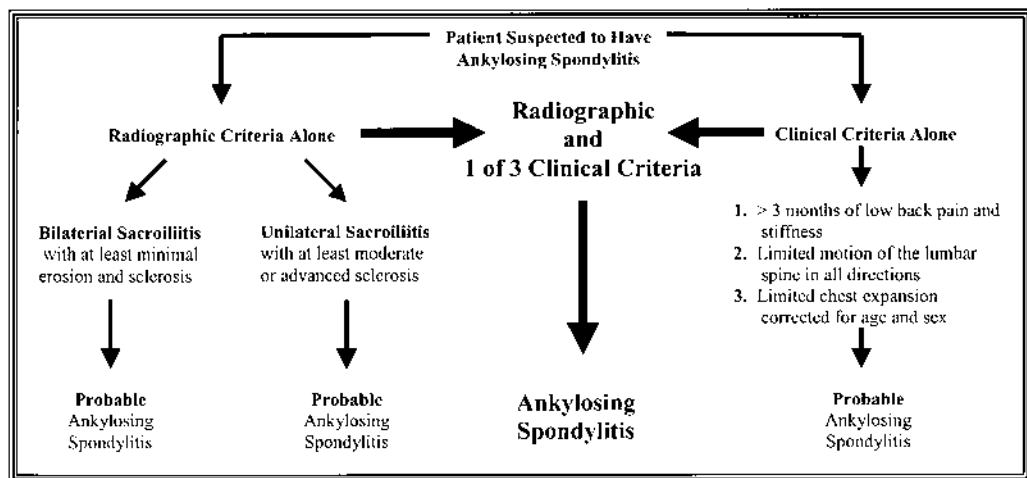 Patient Suspected to Have
Ankylosing Spondylitis
Radiographic Criteria Alone
Radiographic
and
1 of 3 Clinical Criteria
Clinical Criteria Alone
Bilaterial Sacroiliitis
with at least minimal
erosion and sclerosis
Unilateral Sacroiliitis
with at least moderate
or advanced sclerosis
1. > 3 months of low back pain and
stiffness
2. Limited motion of the lumbar
spine in all directions
3. Limited chest expansion
corrected for age and sex
Probable
Ankylosing
Spondylitis
Probable
Ankylosing
Spondylitis
Ankylosing
Spondylitis
Probable
Ankylosing
Spondylitis